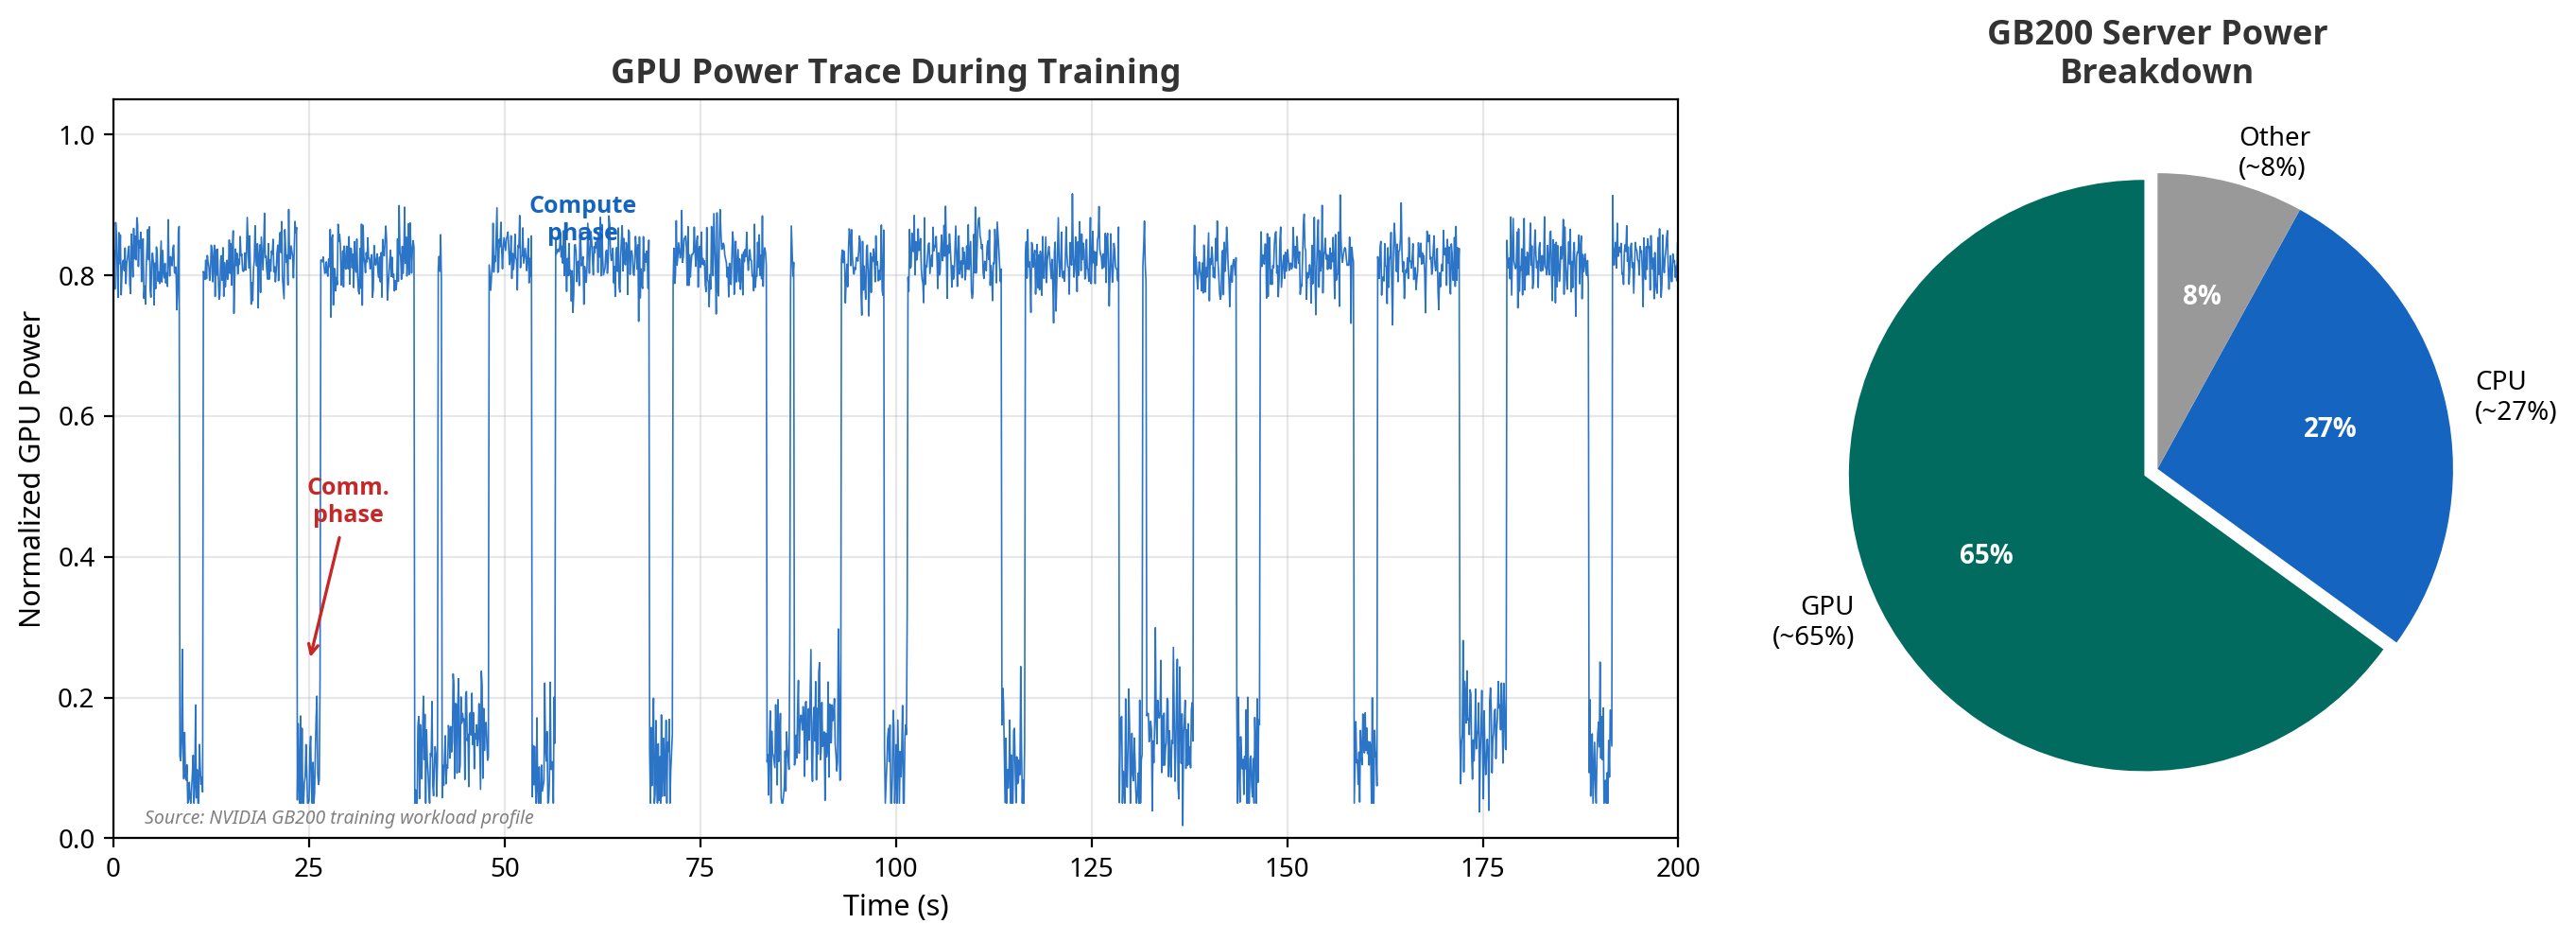 GPU Power Trace During Training
Normalized GPU Power
1.0
0.8
0.6
0.4
0.2
0.0
Compute
phase
Comm.
phase
Source: NVIDIA GB200 training workload profile
0
25
50
75
100
125
150
175
200
Time (s)
GB200 Server Power
Breakdown
Other
(~8%)
8%
CPU
(~27%)
27%
65%
GPU
(~65%)